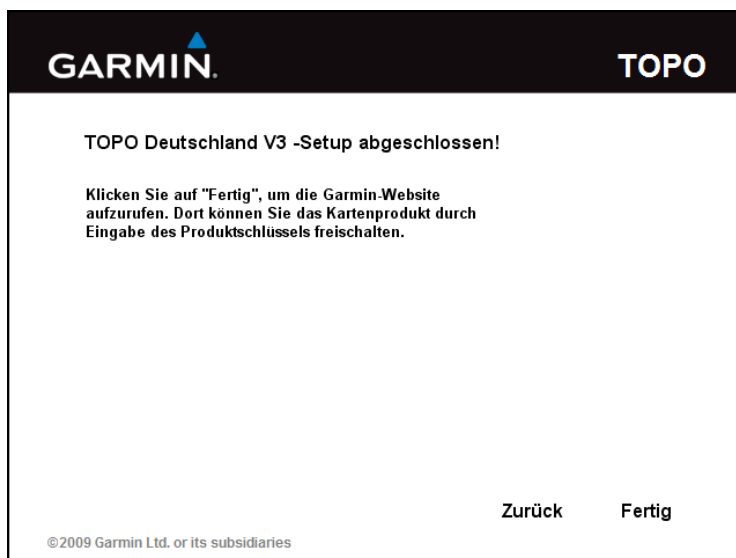 GARMIN.
TOPO
TOPO Deutschland V3 -Setup abgeschlossen!
Klicken Sie auf "Fertig", um die Garmin-Website
aufzurufen. Dort können Sie das Kartenprodukt durch
Eingabe des Produktschlüssels freischalten.
Zurück Fertig
©2009 Garmin Ltd. or its subsidiaries